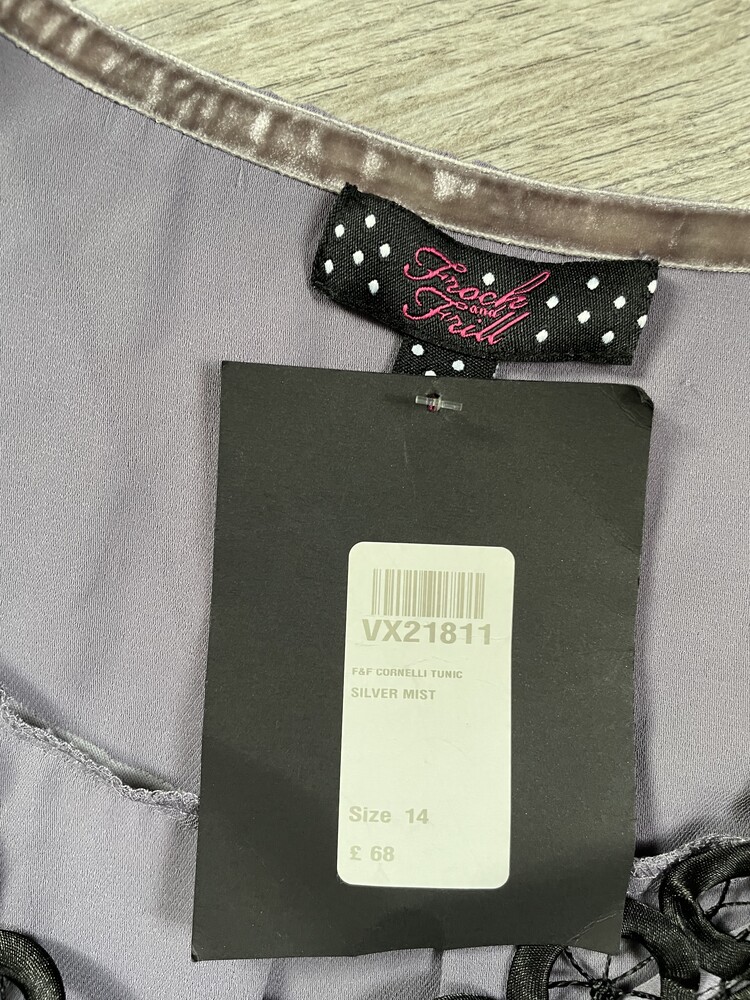 Frock
and
Frill
VX21811
F&F CORNELLI TUNIC
SILVER MIST
Size 14
£ 68